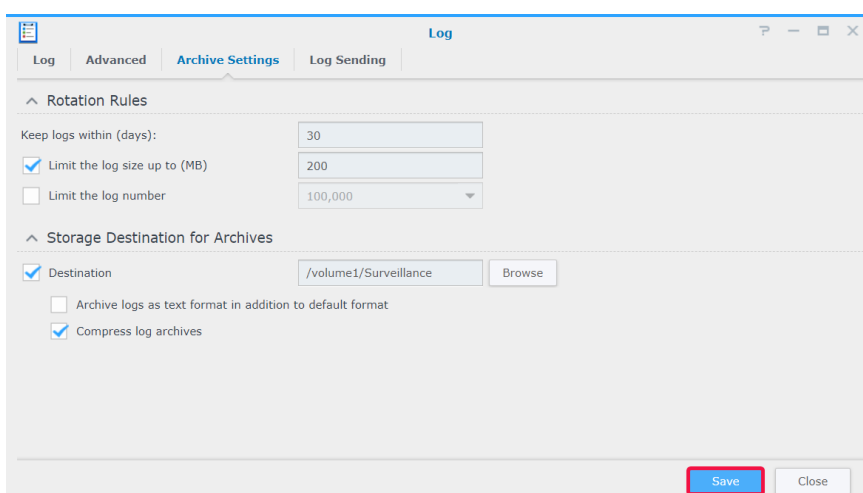 Log
Log Advanced Archive Settings Log Sending
Rotation Rules
Keep logs within (days): 30
Limit the log size up to (MB) 200
Limit the log number 100,000
Storage Destination for Archives
Destination /volume1/Surveillance Browse
Archive logs as text format in addition to default format
Compress log archives
Save Close